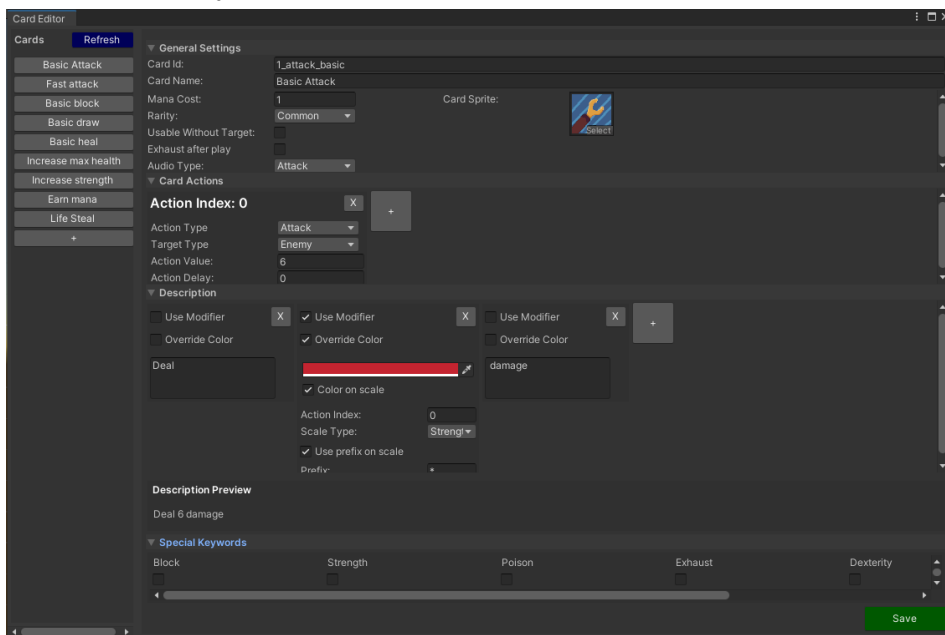 Card Editor
Cards Refresh
Basic Attack
Fast attack
Basic block
Basic draw
Basic heal
Increase max health
Increase strength
Earn mana
Life Steal
+
General Settings
Card Id: 1_attack_basic
Card Name: Basic Attack
Mana Cost: 1 Card Sprite:
Select
Rarity: Common
Usable Without Target:
Exhaust after play
Audio Type: Attack
Card Actions
Action Index: 0 X +
Action Type Attack
Target Type Enemy
Action Value: 6
Action Delay: 0
Description
Use Modifier X Use Modifier X Use Modifier X +
Override Color Override Color Override Color
Deal damage
Color on scale
Action Index: 0
Scale Type: Strengt
Use prefix on scale
Prefix: *
Description Preview
Deal 6 damage
Special Keywords
Block Strength Poison Exhaust Dexterity
Save